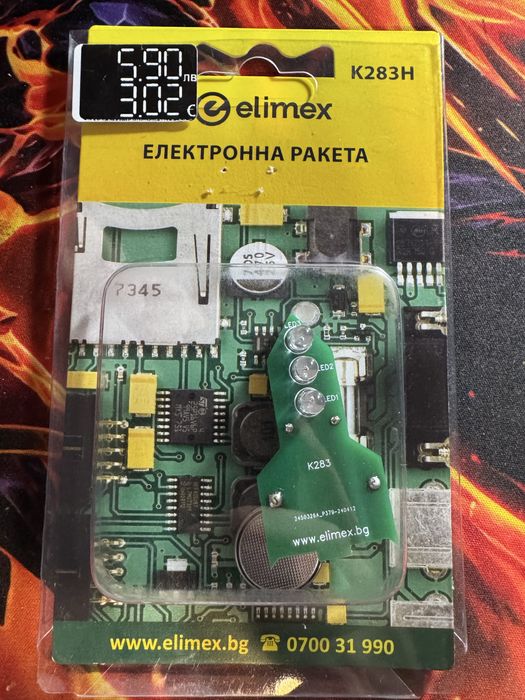 5.90 лв
3.02 €
K283H
elimex
ЕЛЕКТРОННА РАКЕТА
7345
LED3
LED2
LED1
K283
www.elimex.bg
www.elimex.bg ☎ 0700 31 990